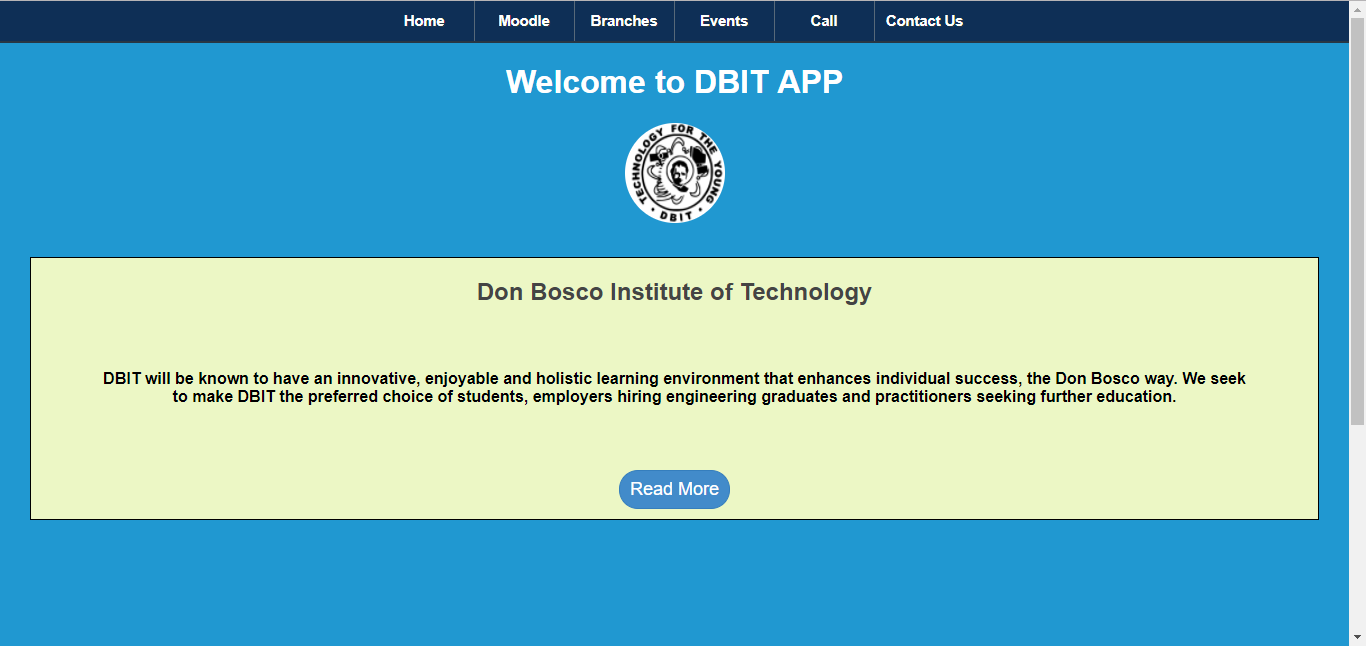 Home Moodle Branches Events Call Contact Us
Welcome to DBIT APP
TECHNOLOGY FOR THE YOUNG
• DBIT •
Don Bosco Institute of Technology
DBIT will be known to have an innovative, enjoyable and holistic learning environment that enhances individual success, the Don Bosco way. We seek
to make DBIT the preferred choice of students, employers hiring engineering graduates and practitioners seeking further education.
Read More